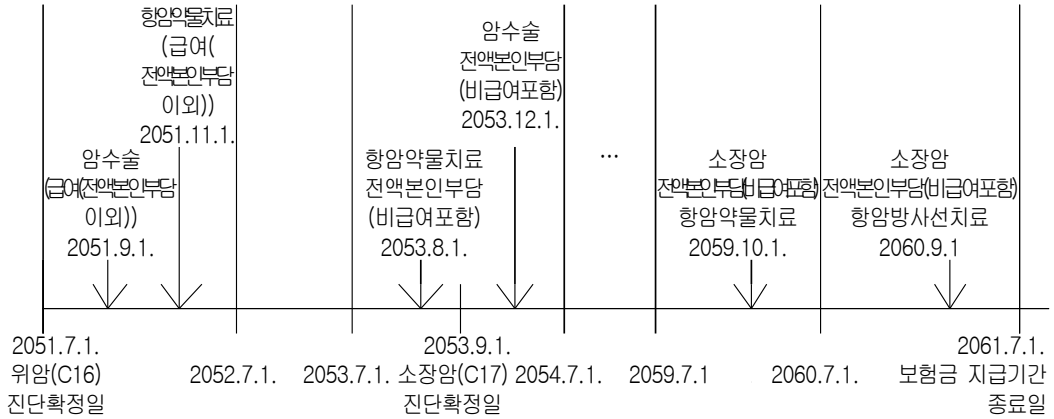 항암약물치료
(급여(
전액본인부담
이외))
2051.11.1.
암수술
(급여(전액본인부담
이외))
2051.9.1.
암수술
전액본인부담
(비급여포함)
2053.12.1.
항암약물치료
전액본인부담
(비급여포함)
2053.8.1.
…
소장암
전액본인부담(비급여포함)
항암약물치료
2059.10.1.
소장암
전액본인부담(비급여포함)
항암방사선치료
2060.9.1
2051.7.1.
위암(C16)
진단확정일
2052.7.1.
2053.7.1.
2053.9.1.
소장암(C17)
진단확정일
2054.7.1.
2059.7.1
2060.7.1.
2061.7.1.
보험금 지급기간
종료일